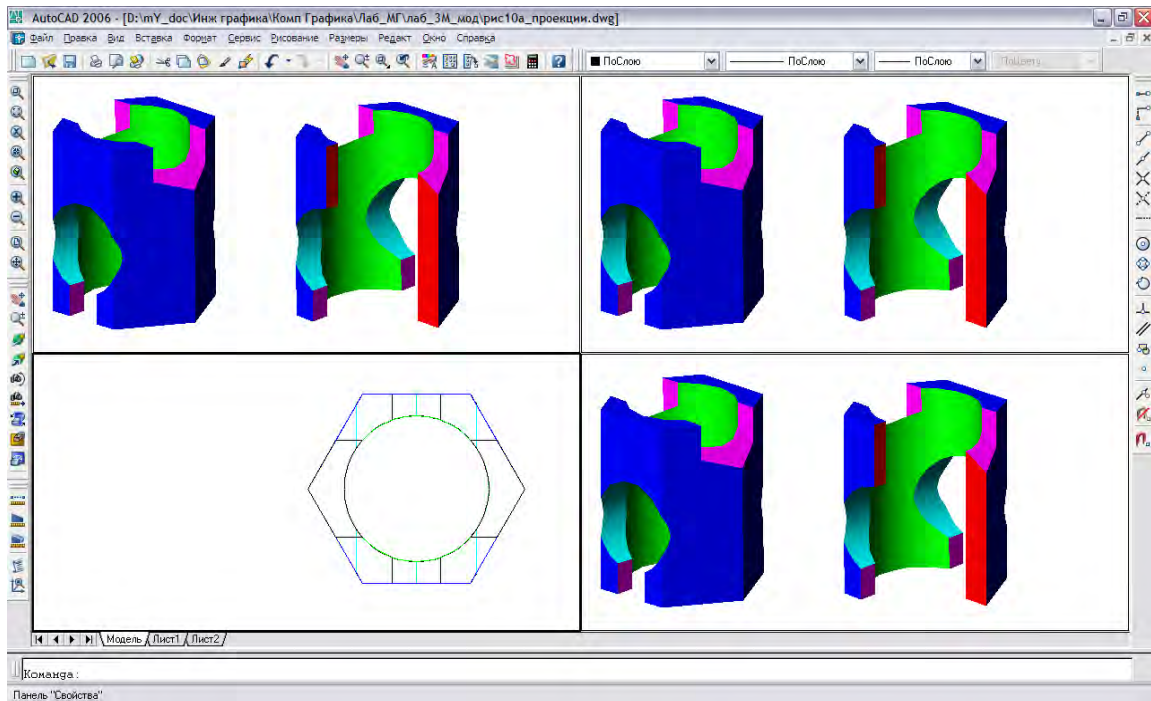 AutoCAD 2006 - [D:\mY_doc\Инж графика\Комп Графика\Лаб_МГ\лаб_3М_мод\рис10а_проекции.dwg]
Файл Правка Вид Вставка Формат Сервис Рисование Размеры Редакт Окно Справка
ПоСлою ПоСлою ПоСлою
Модель Лист1 Лист2
Команда:
Панель "Свойства"